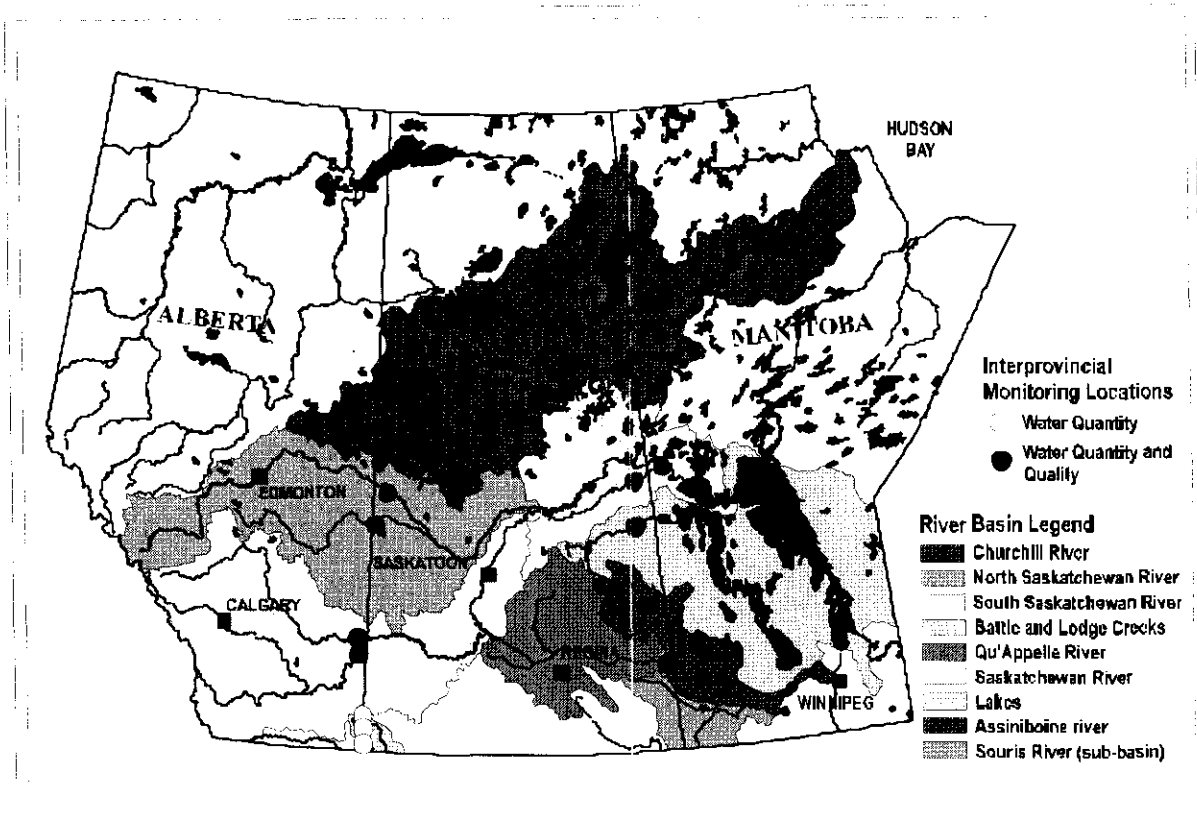 HUDSON
BAY
ALBERTA
MANITOBA
EDMONTON
SASKATOON
CALGARY
REGINA
WINNIPEG
Interprovincial
Monitoring Locations
Water Quantity
Water Quantity and
Quality
River Basin Legend
Churchill River
North Saskatchewan River
South Saskatchewan River
Battle and Lodge Creeks
Qu'Appelle River
Saskatchewan River
Lakes
Assiniboine river
Souris River (sub-basin)